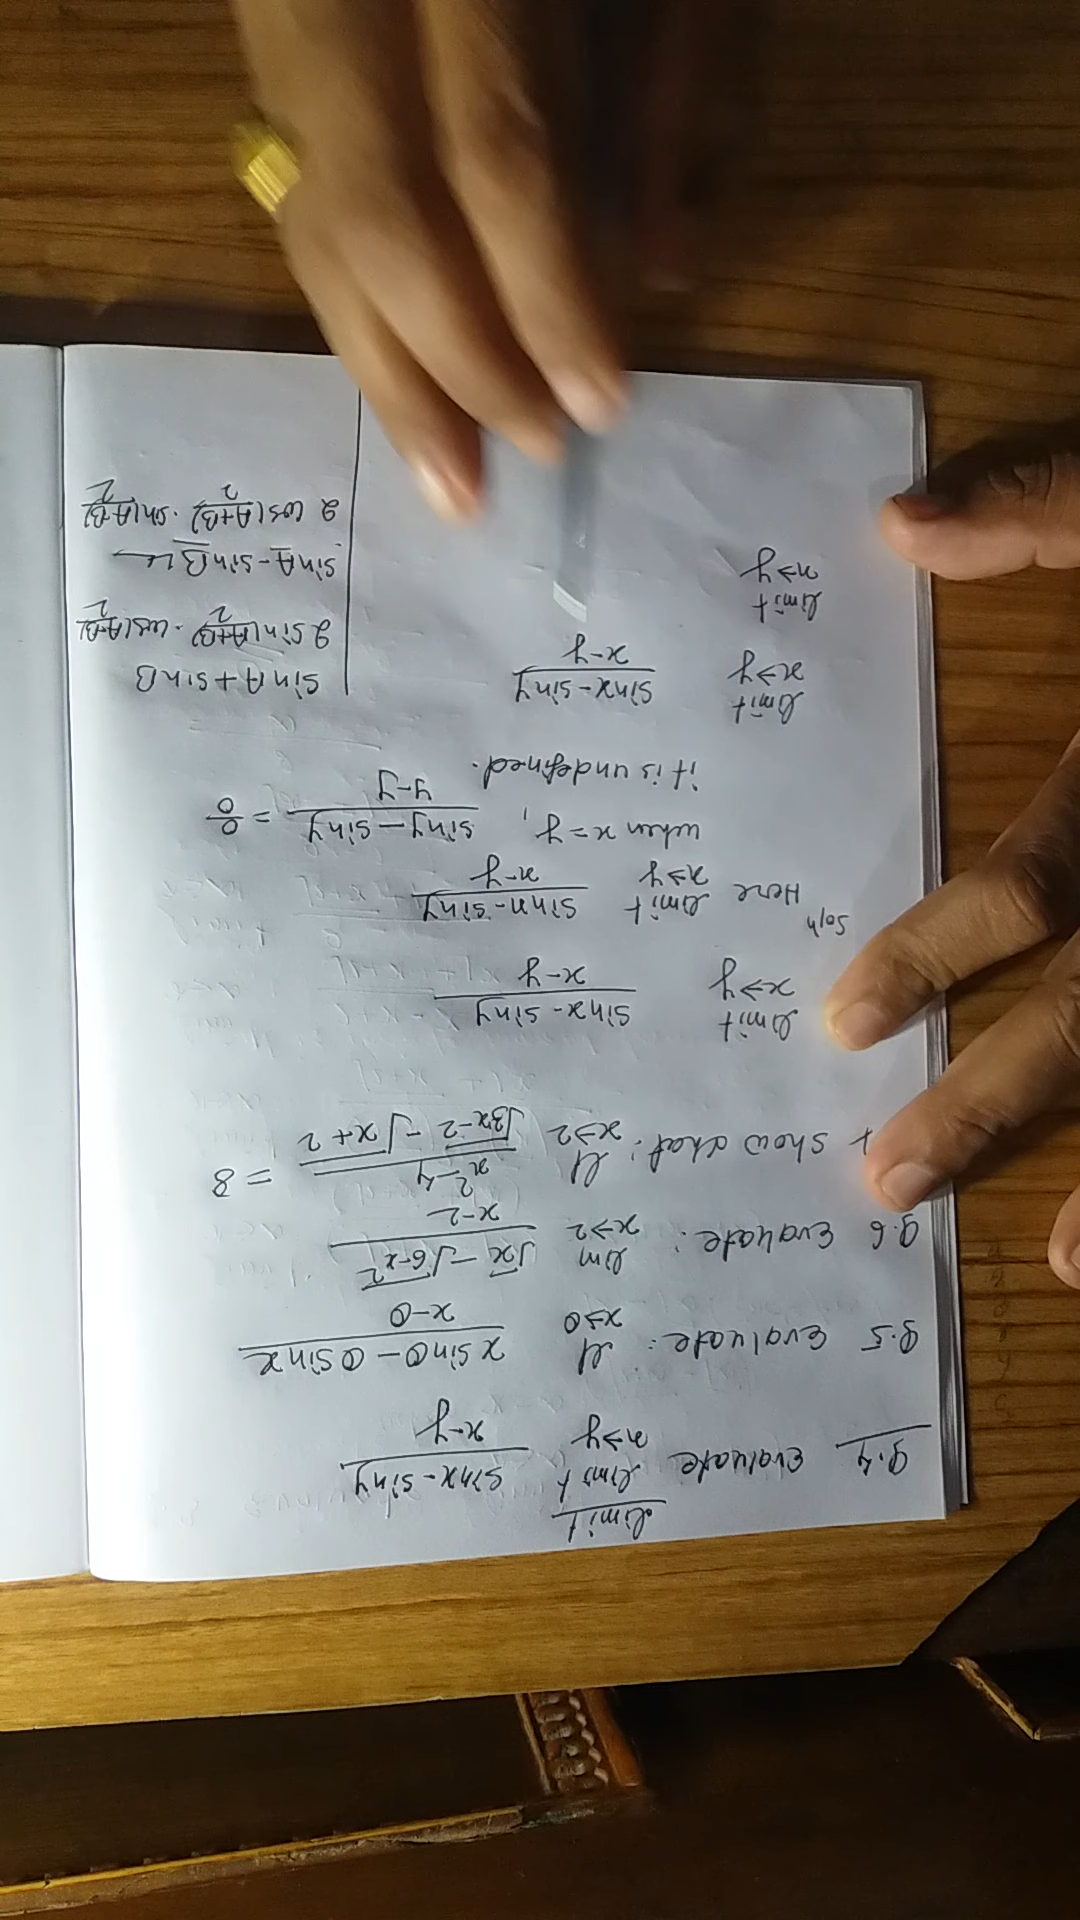 limit
Q.4 Evaluate limit x→y sinx - siny / x-y
Q.5 Evaluate: lt x→θ x sinθ - θ sinx / x-θ
Q.6 Evaluate: lim x→2 √x - √6-x² / x-2
+ show that: lt x→2 x²-4 / √3x-2 - √x+2 = 8
limit x→y sinx - siny / x-y
Soln Here limit x→y sinx - siny / x-y
when x=y, siny - siny / y-y = 0/0
it is undefined.
limit x→y sinx - siny / x-y
limit x→y
sinA + sinB
2 sin(A+B)/2 . cos(A-B)/2
sinA - sinB
2 cos(A+B)/2 . sin(A-B)/2